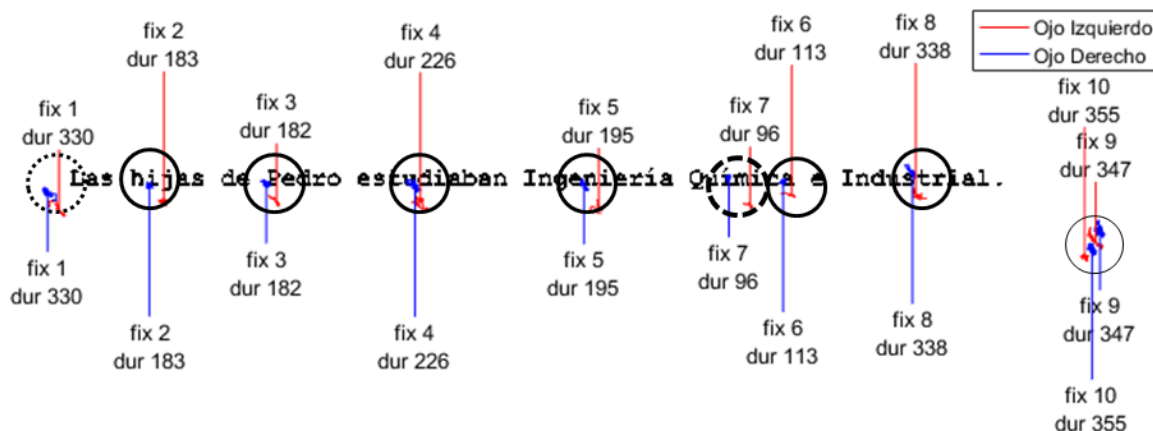 fix 2
dur 183
fix 4
dur 226
fix 6
dur 113
fix 8
dur 338
Ojo Izquierdo
Ojo Derecho
fix 1
dur 330
fix 3
dur 182
fix 5
dur 195
fix 7
dur 96
fix 10
dur 355
fix 9
dur 347
Las hijas de Pedro estudiaban Ingeniería Química e Industrial.
fix 1
dur 330
fix 3
dur 182
fix 5
dur 195
fix 7
dur 96
fix 2
dur 183
fix 4
dur 226
fix 6
dur 113
fix 8
dur 338
fix 9
dur 347
fix 10
dur 355